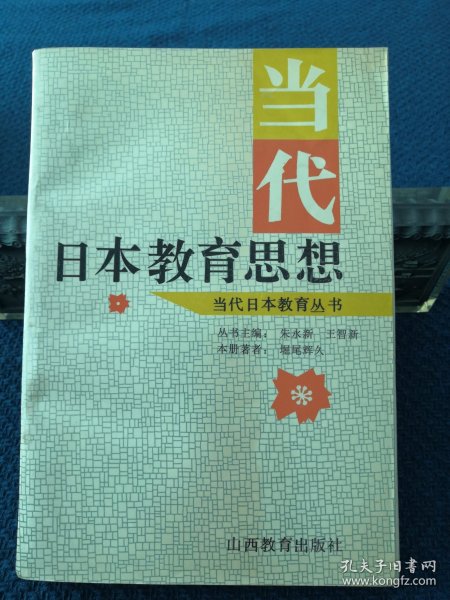 当
代
日本教育思想
当代日本教育丛书
丛书主编： 朱永新 王智新
本册著者： 堀尾辉久
山西教育出版社
孔夫子旧书网
www.kongfz.com